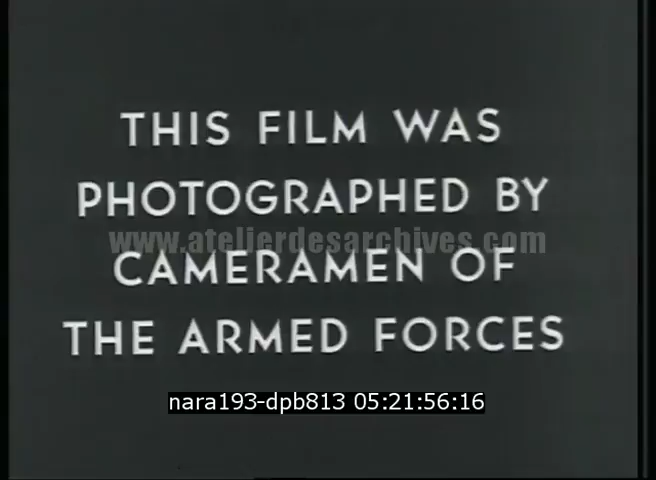 THIS FILM WAS
PHOTOGRAPHED BY
www.atelierdesarchives.com
CAMERAMEN OF
THE ARMED FORCES
nara193-dpb813 05:21:56:16